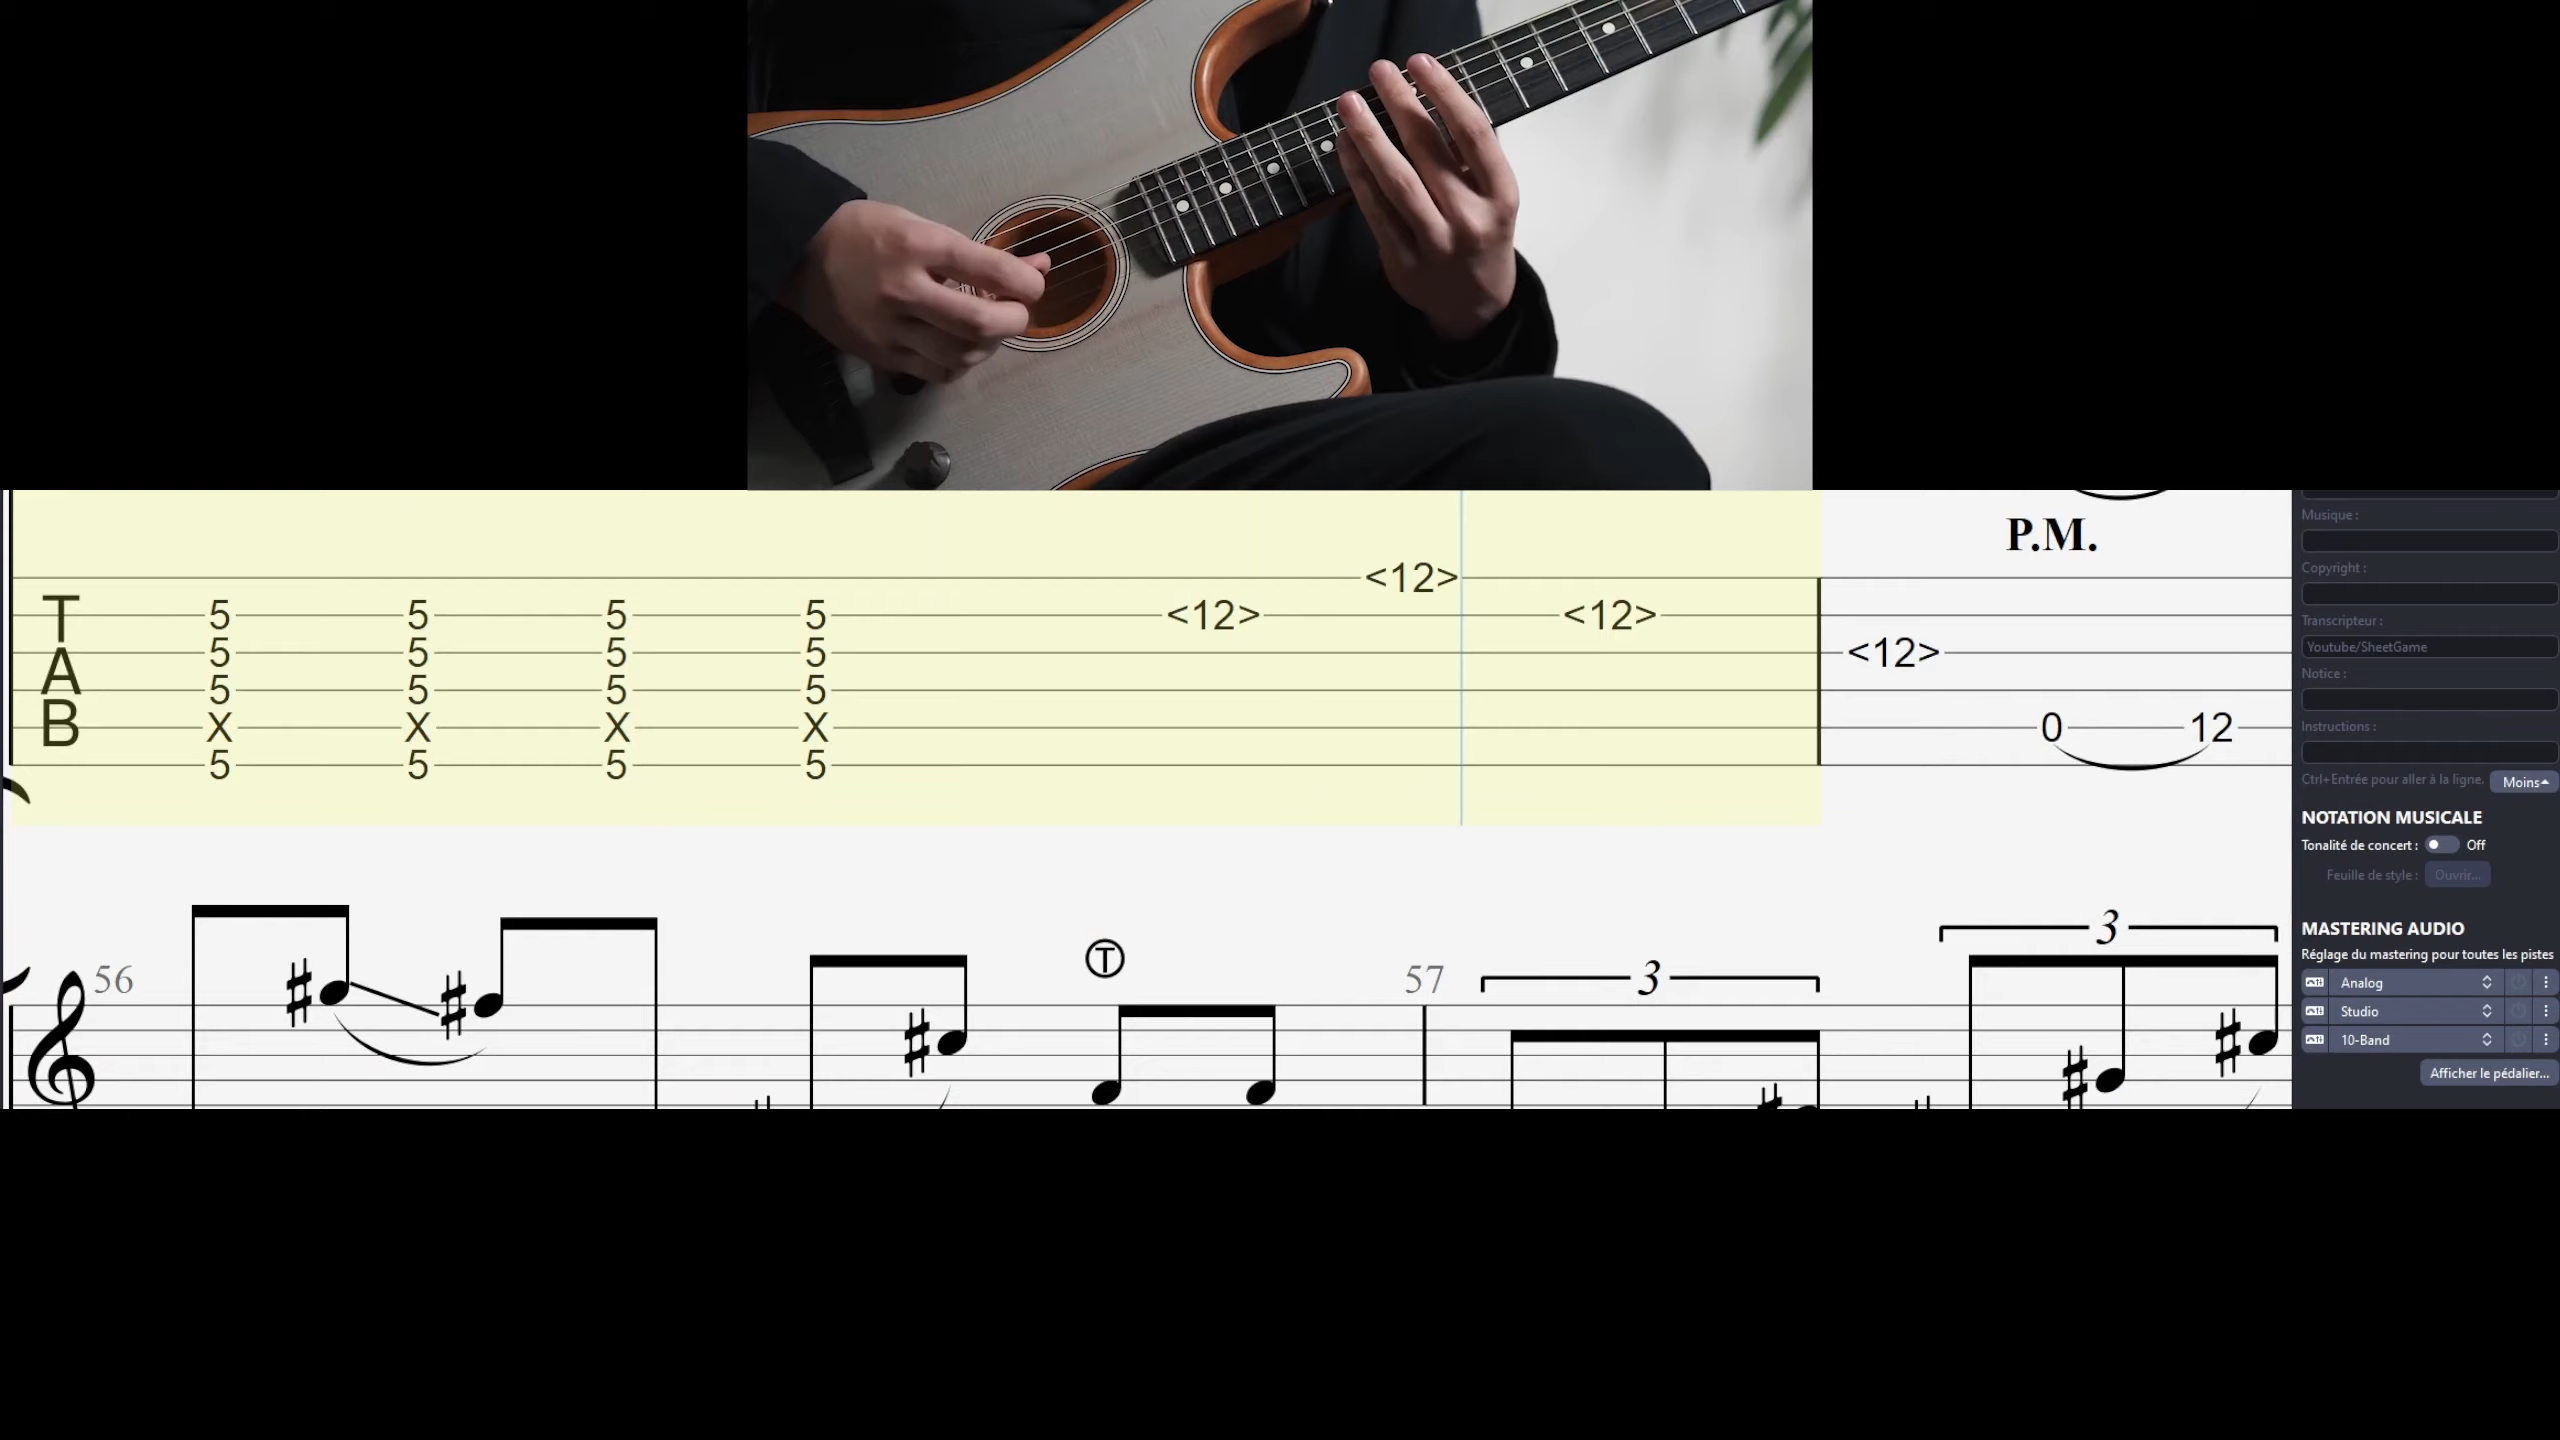 P.M.
<12>
T 5 5 5 5 <12> <12>
A 5 5 5 5 <12>
5 5 5 5
B X X X X 0 12
5 5 5 5
56 T 57 3 3
Musique :
Copyright :
Transcripteur :
Youtube/SheetGame
Notice :
Instructions :
Ctrl+Entrée pour aller à la ligne. Moins
NOTATION MUSICALE
Tonalité de concert : Off
Feuille de style : Ouvrir...
MASTERING AUDIO
Réglage du mastering pour toutes les pistes
Analog
Studio
10-Band
Afficher le pédalier...